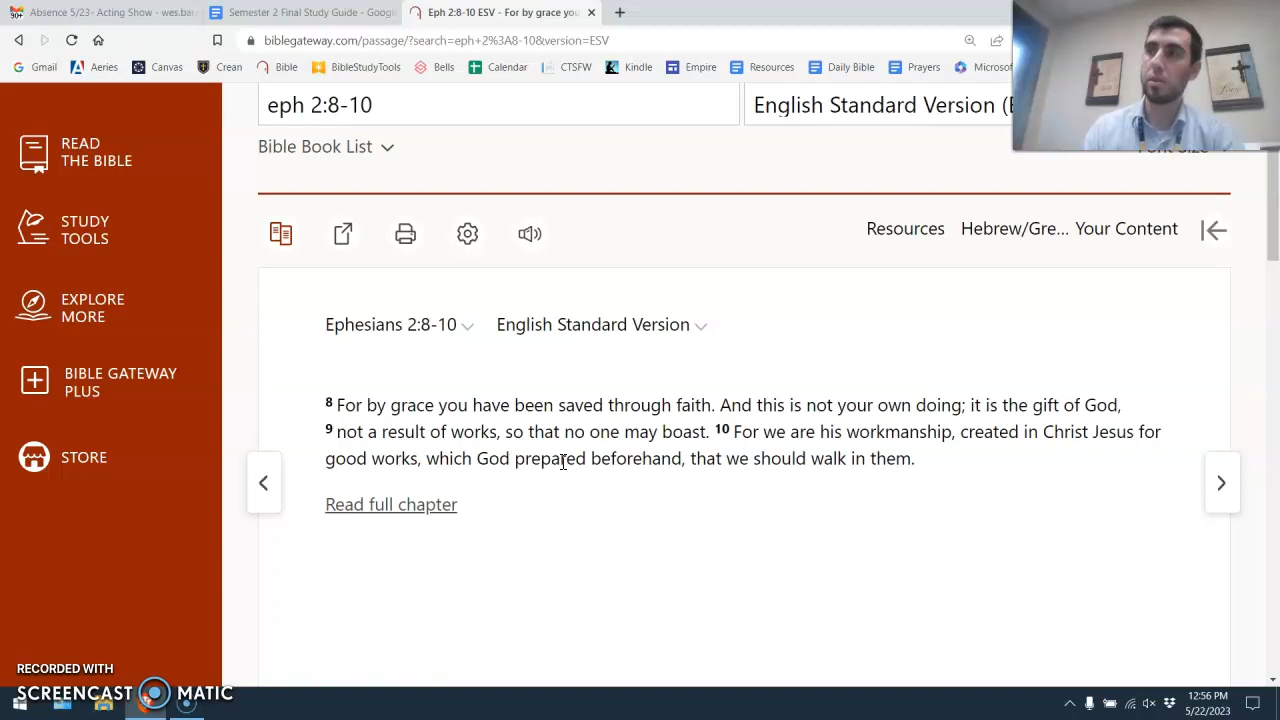 Absence 5/23- Acting Show - wes.bar
Semester 2 Final Study Guide - Googl
Eph 2:8-10 ESV - For by grace you
biblegateway.com/passage/?search=eph+2%3A8-10&version=ESV
Gmail Aeries Canvas Crean Bible BibleStudyTools Bells Calendar CTSFW Kindle Empire Resources Daily Bible Prayers Microso
eph 2:8-10
English Standard Version (E
Bible Book List
Font Size
READ
THE BIBLE
STUDY
TOOLS
EXPLORE
MORE
BIBLE GATEWAY
PLUS
STORE
Resources Hebrew/Gre... Your Content
Ephesians 2:8-10 English Standard Version
8 For by grace you have been saved through faith. And this is not your own doing; it is the gift of God,
9 not a result of works, so that no one may boast. 10 For we are his workmanship, created in Christ Jesus for
good works, which God prepared beforehand, that we should walk in them.
Read full chapter
RECORDED WITH
SCREENCAST MATIC
12:56 PM
5/22/2023